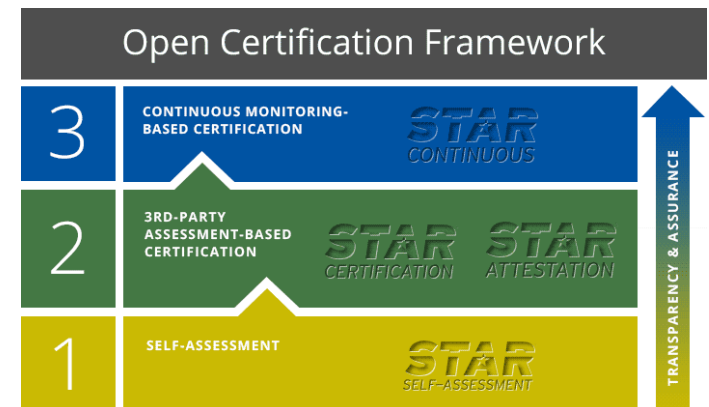 Open Certification Framework
3
CONTINUOUS MONITORING-
BASED CERTIFICATION
STAR
CONTINUOUS
2
3RD-PARTY
ASSESSMENT-BASED
CERTIFICATION
STAR
CERTIFICATION
STAR
ATTESTATION
1
SELF-ASSESSMENT
STAR
SELF-ASSESSMENT
TRANSPARENCY & ASSURANCE